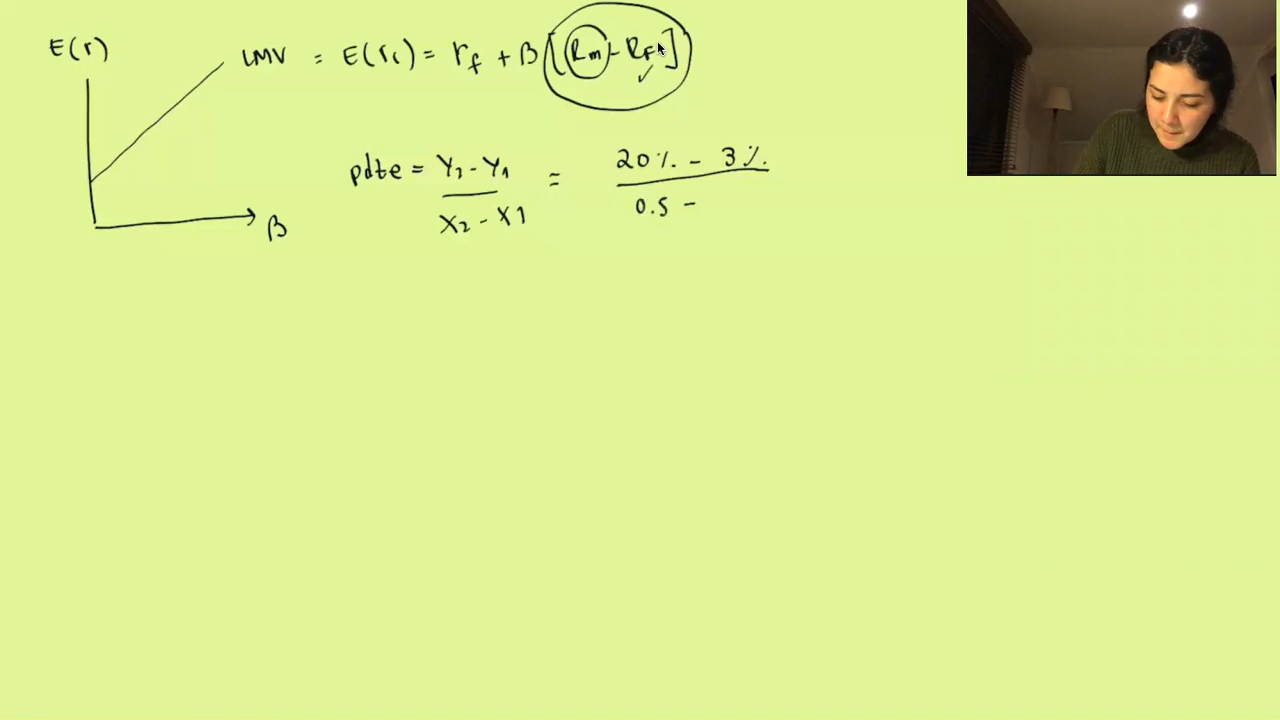 E(r)
LMV = E(ri) = rf + β [Rm - Rf]
pdte = Y2 - Y1 = 20% - 3%
X2 - X1 0.5 -
β